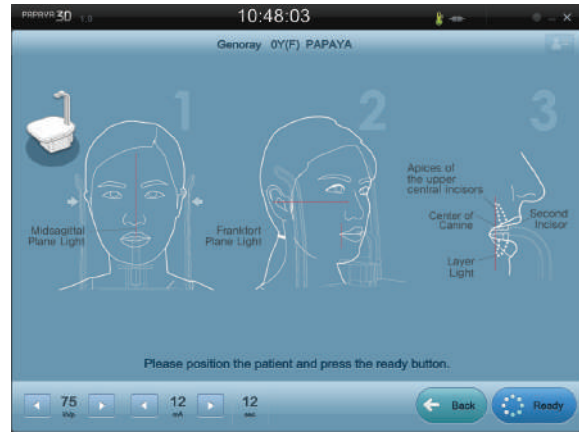 PAPAYA 3D 1.0
10:48:03
Genoray 0Y(F) PAPAYA
1
2
3
Midsagittal
Plane Light
Frankfort
Plane Light
Apices of
the upper
central incisors
Center of
Canine
Second
Incisor
Layer
Light
Please position the patient and press the ready button.
75
kVp
12
mA
12
sec
Back
Ready